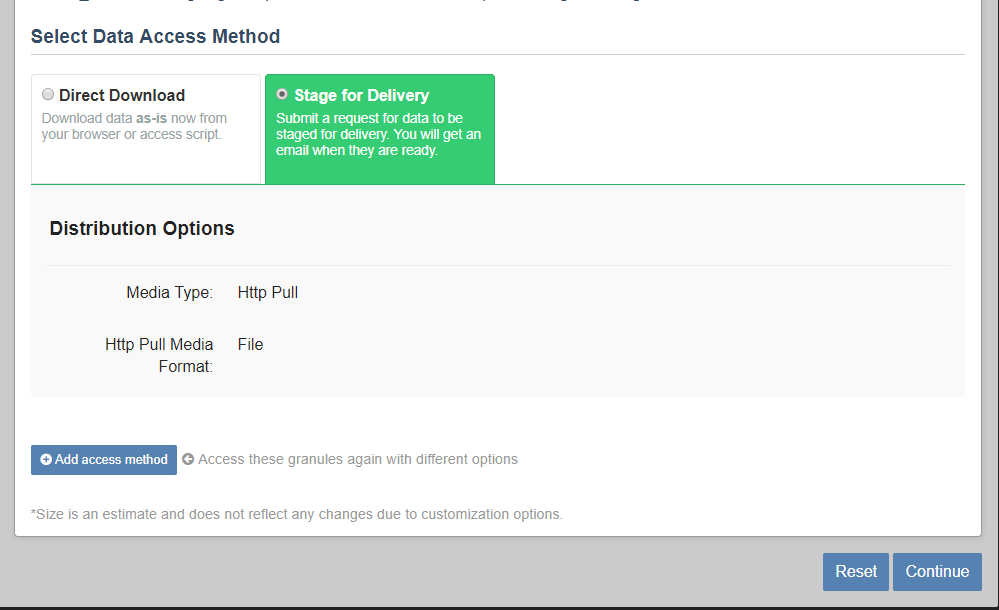 Select Data Access Method
Direct Download
Download data as-is now from
your browser or access script.
Stage for Delivery
Submit a request for data to be
staged for delivery. You will get an
email when they are ready.
Distribution Options
Media Type: Http Pull
Http Pull Media File
Format:
Add access method Access these granules again with different options
*Size is an estimate and does not reflect any changes due to customization options.
Reset Continue